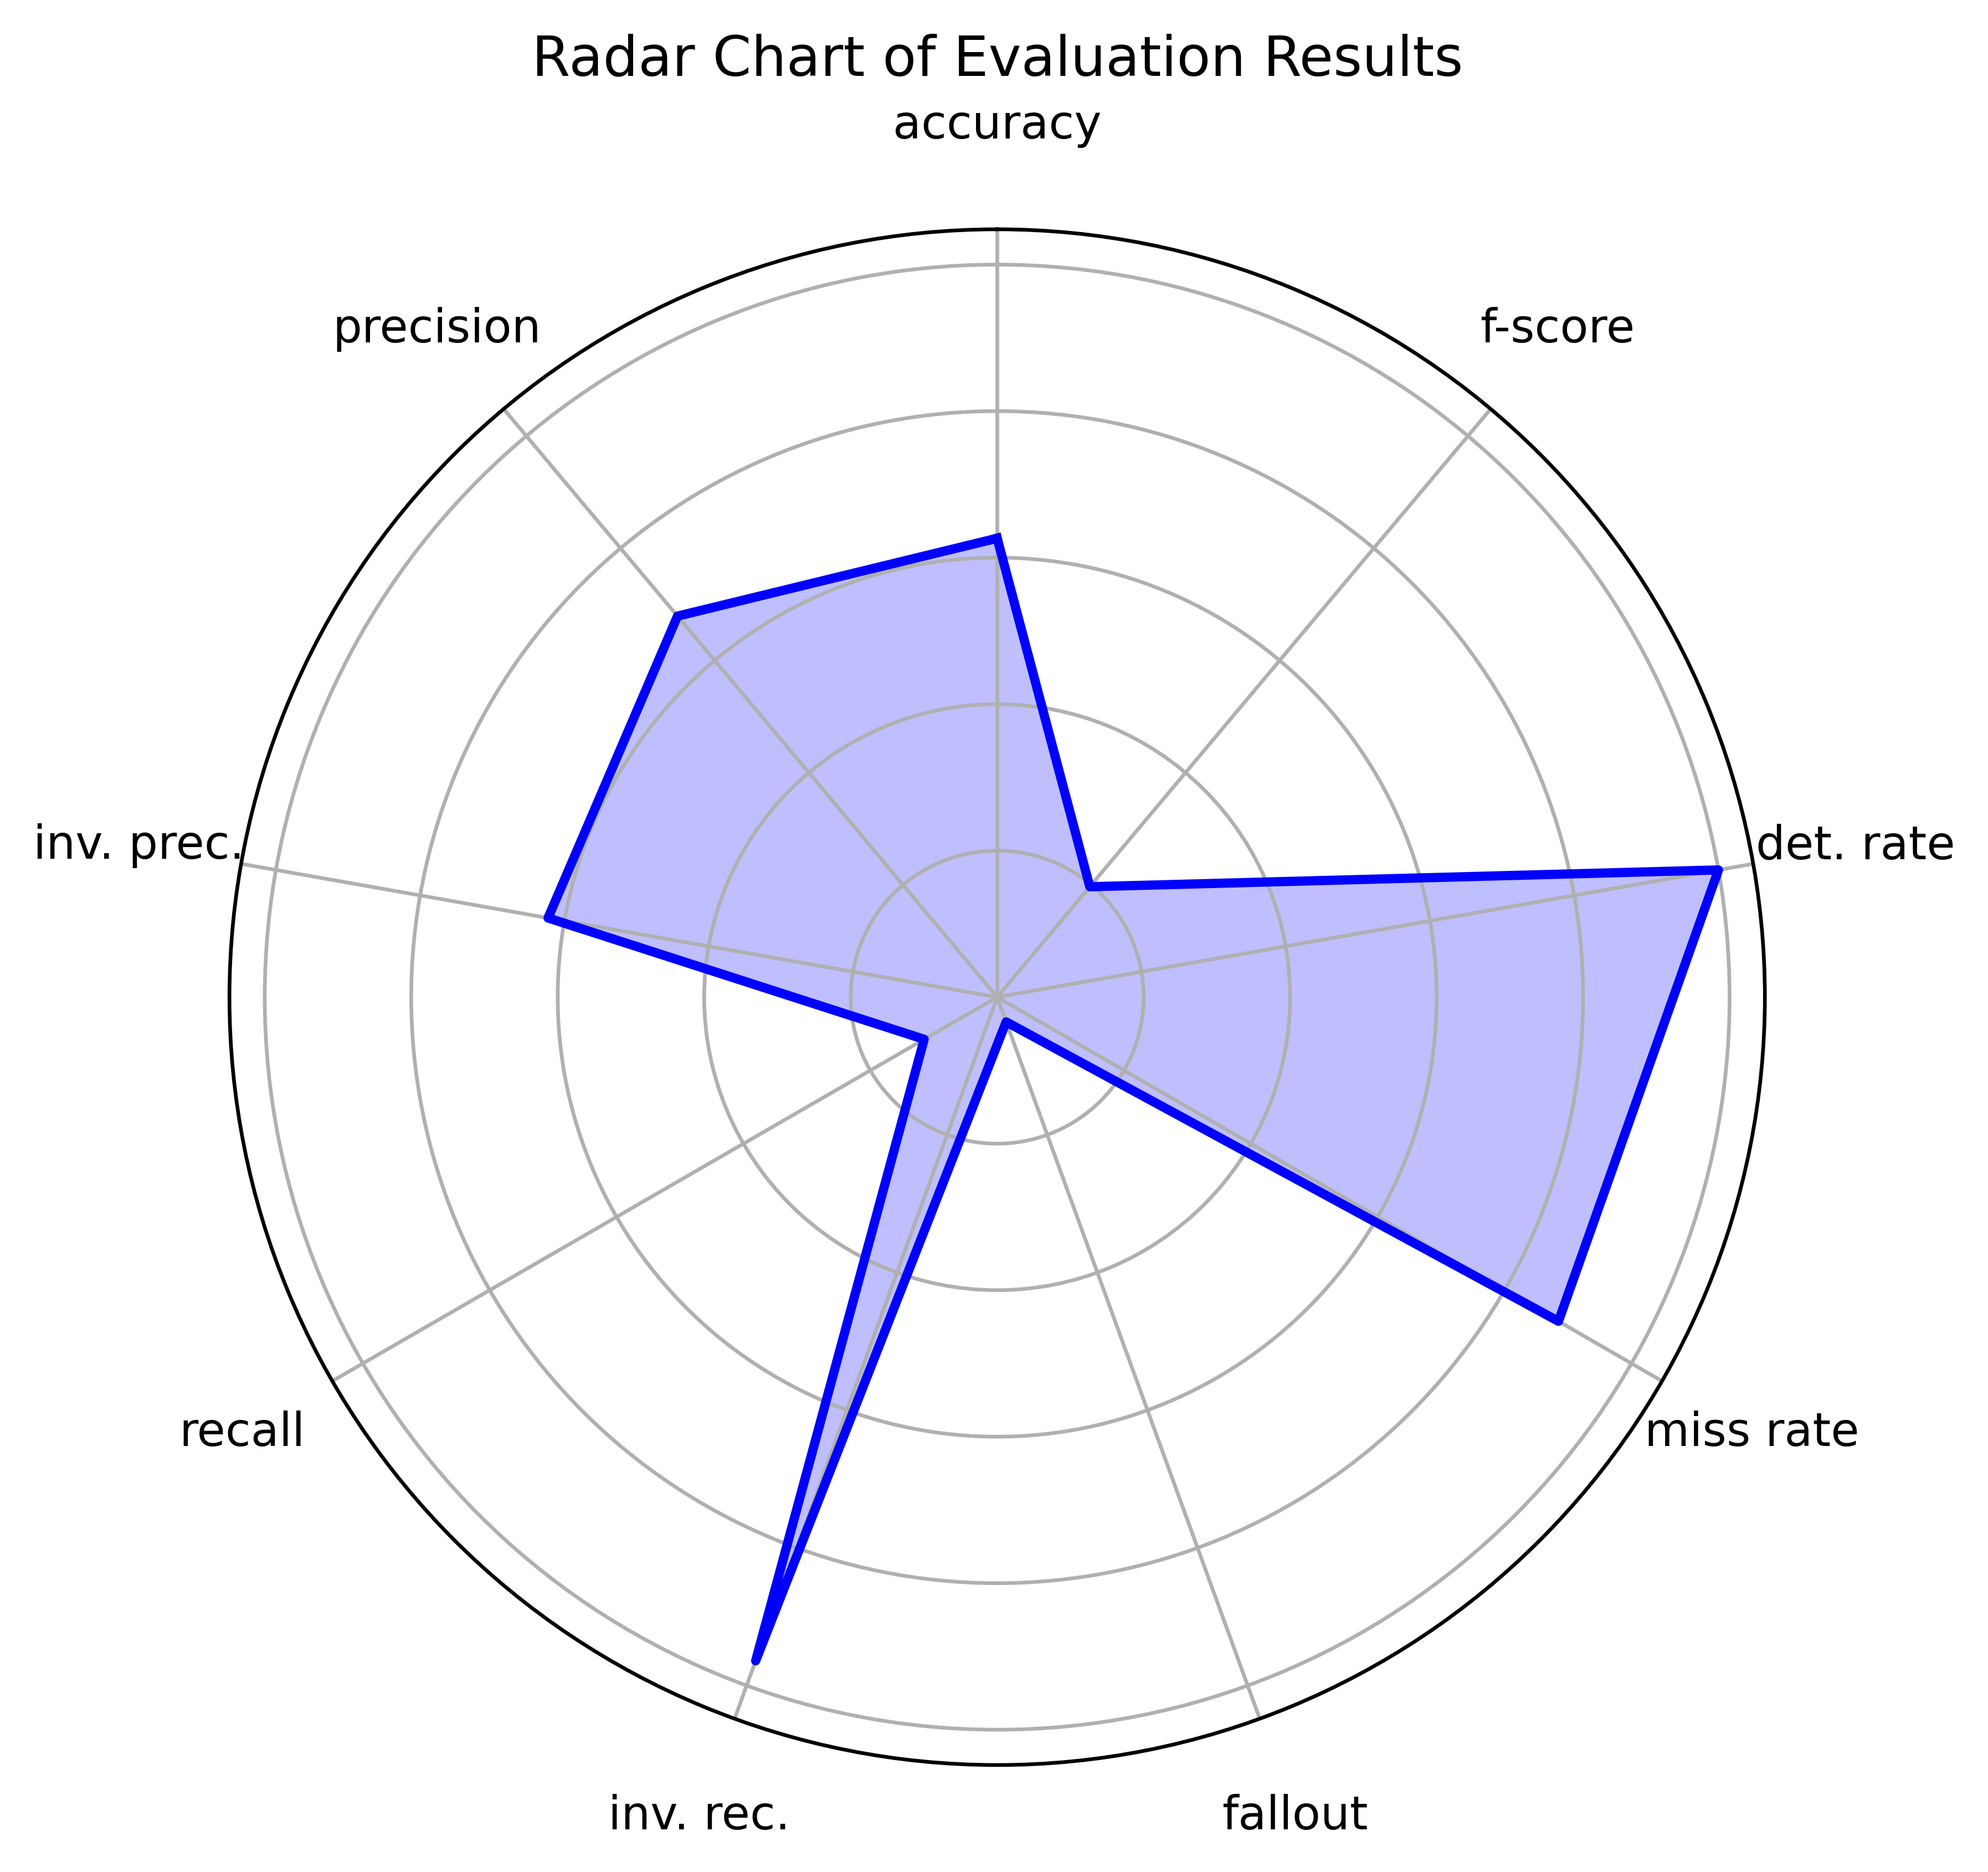 Radar Chart of Evaluation Results
accuracy
precision
f-score
inv. prec.
det. rate
recall
miss rate
inv. rec.
fallout